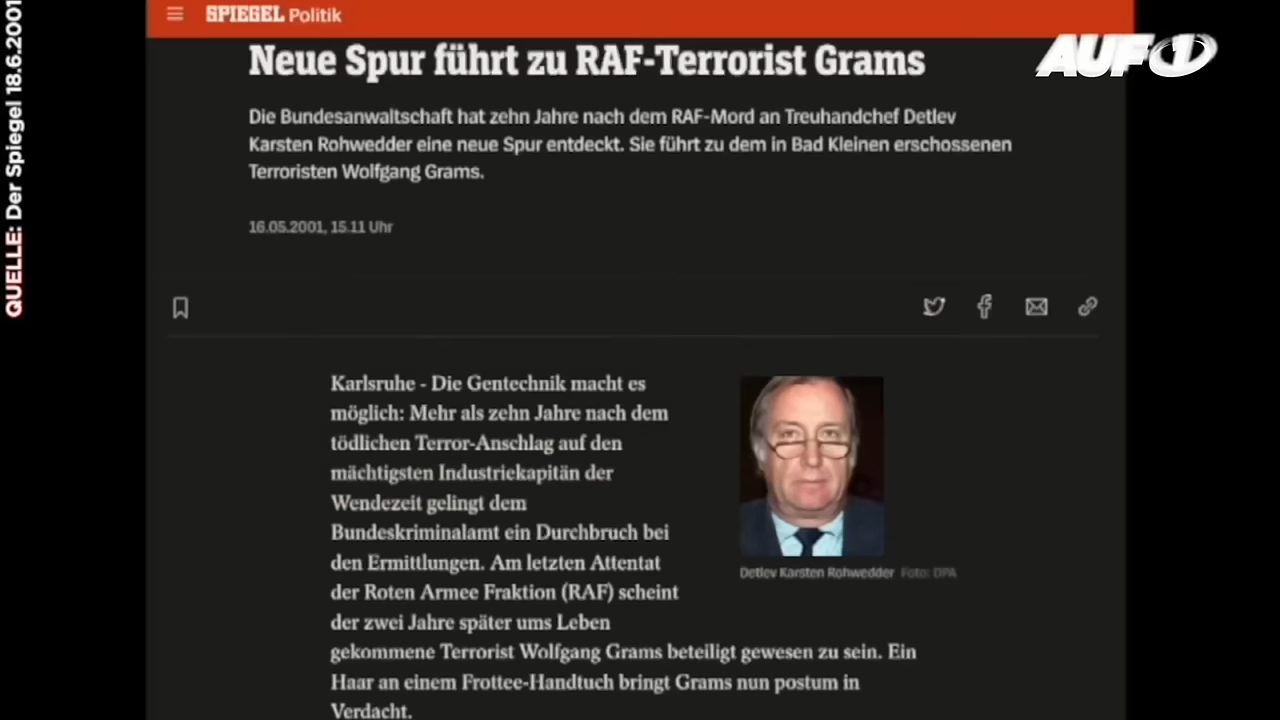 SPIEGEL Politik
AUF1
Neue Spur führt zu RAF-Terrorist Grams
Die Bundesanwaltschaft hat zehn Jahre nach dem RAF-Mord an Treuhandchef Detlev
Karsten Rohwedder eine neue Spur entdeckt. Sie führt zu dem in Bad Kleinen erschossenen
Terroristen Wolfgang Grams.
16.05.2001, 15.11 Uhr
Karlsruhe - Die Gentechnik macht es
möglich: Mehr als zehn Jahre nach dem
tödlichen Terror-Anschlag auf den
mächtigsten Industriekapitän der
Wendezeit gelingt dem
Bundeskriminalamt ein Durchbruch bei
den Ermittlungen. Am letzten Attentat
der Roten Armee Fraktion (RAF) scheint
der zwei Jahre später ums Leben
gekommene Terrorist Wolfgang Grams beteiligt gewesen zu sein. Ein
Haar an einem Frottee-Handtuch bringt Grams nun postum in
Verdacht.
Detlev Karsten Rohwedder Foto: DPA
QUELLE: Der Spiegel 18.6.2001